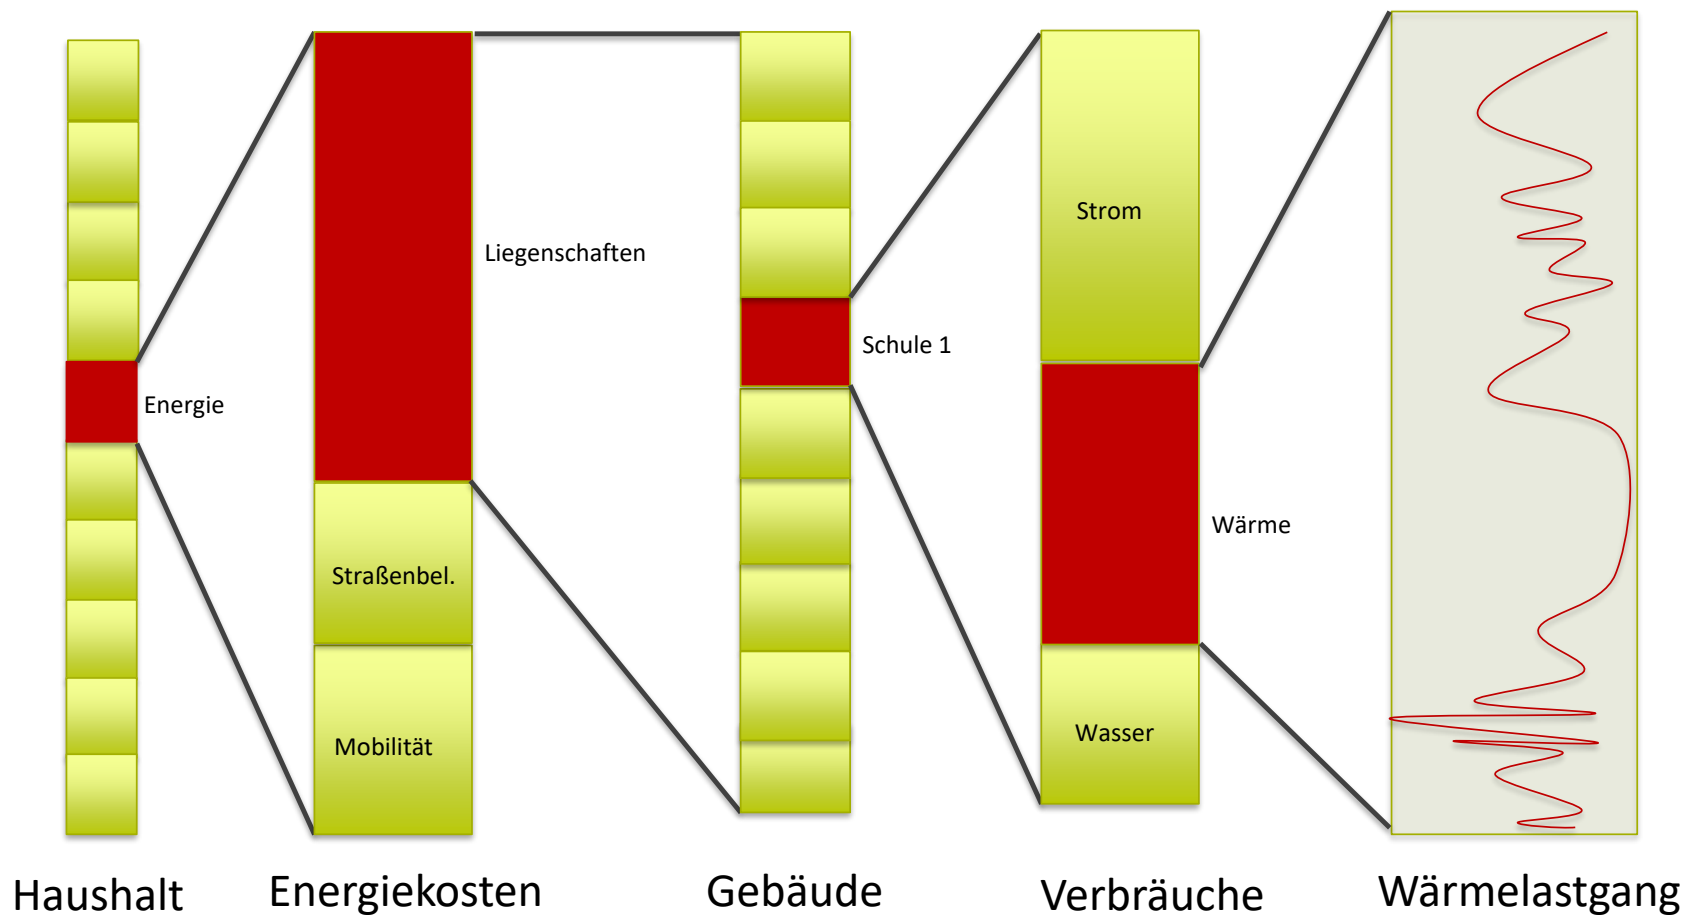 Energie
Liegenschaften
Straßenbel.
Mobilität
Schule 1
Strom
Wärme
Wasser
Haushalt
Energiekosten
Gebäude
Verbräuche
Wärmelastgang